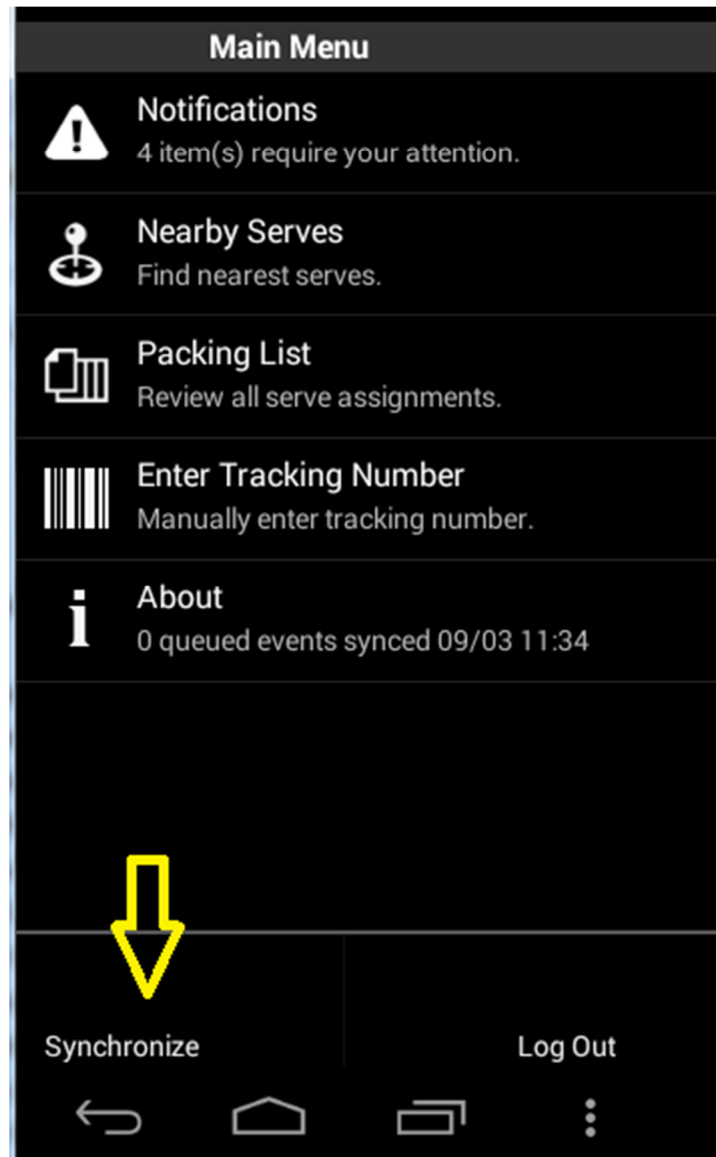 Main Menu
Notifications
4 item(s) require your attention.
Nearby Serves
Find nearest serves.
Packing List
Review all serve assignments.
Enter Tracking Number
Manually enter tracking number.
About
0 queued events synced 09/03 11:34
Synchronize
Log Out